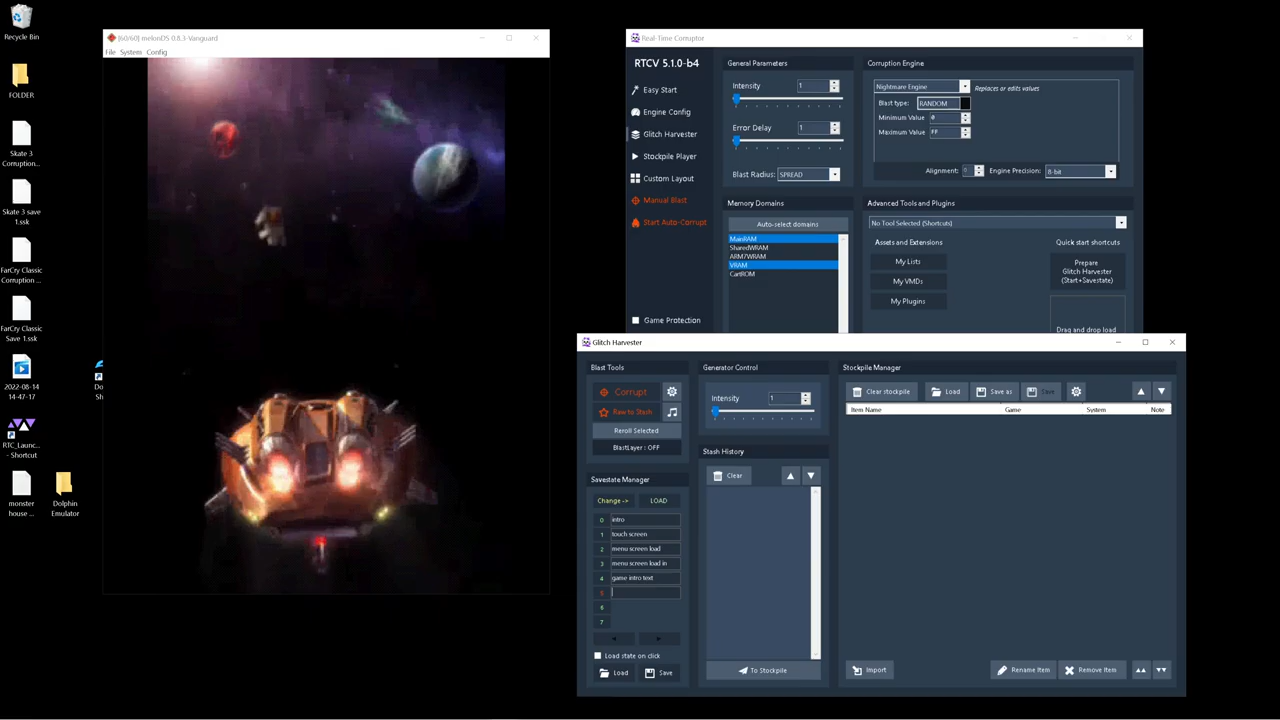 Recycle Bin
FOLDER
Skate 3
Corruption...
Skate 3 save
1.ssk
FarCry Classic
Corruption ...
FarCry Classic
Save 1.ssk
2022-08-14
14-47-17
RTC_Launc...
- Shortcut
monster
house ...
Dolphin
Emulator
[60/60] melonDS 0.8.3-Vanguard
File System Config
Real-Time Corruptor
RTCV 5.1.0-b4
Easy Start
Engine Config
Glitch Harvester
Stockpile Player
Custom Layout
Manual Blast
Start Auto-Corrupt
Game Protection
General Parameters
Intensity 1
Error Delay 1
Blast Radius: SPREAD
Memory Domains
Auto-select domains
MainRAM
SharedWRAM
ARM7WRAM
VRAM
CartROM
Corruption Engine
Nightmare Engine Replaces or edits values
Blast type: RANDOM
Minimum Value 0
Maximum Value FF
Alignment: 0 Engine Precision: 8-bit
Advanced Tools and Plugins
No Tool Selected (Shortcuts)
Assets and Extensions
My Lists
My VMDs
My Plugins
Quick start shortcuts
Prepare
Glitch Harvester
(Start+Savestate)
Drag and drop load
Glitch Harvester
Blast Tools
Corrupt
Raw to Stash
Reroll Selected
BlastLayer : OFF
Savestate Manager
Change -> LOAD
0 intro
1 touch screen
2 menu screen load
3 menu screen load in
4 game intro text
5
6
7
Load state on click
Load Save
Generator Control
Intensity 1
Stash History
Clear
To Stockpile
Stockpile Manager
Clear stockpile Load Save as Save
Item Name Game System Note
Import Rename Item Remove Item